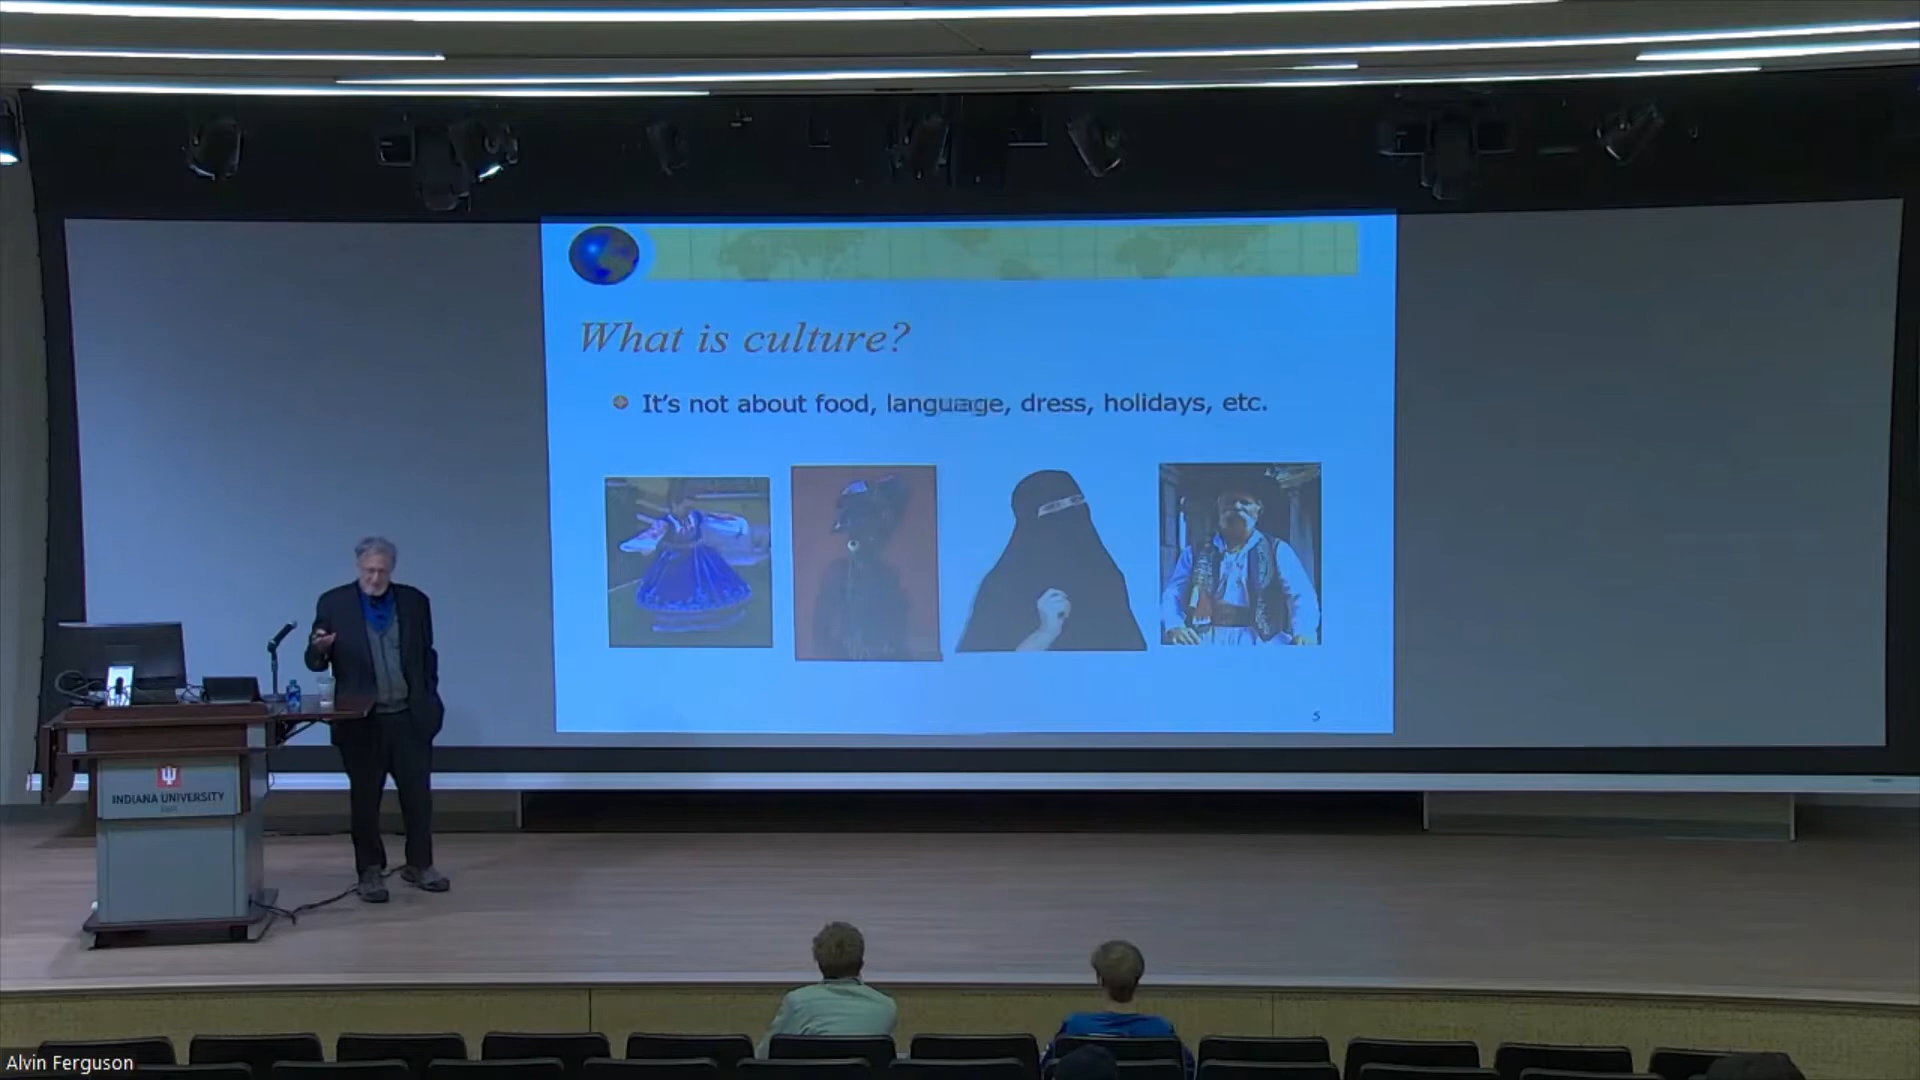 What is culture?
It's not about food, language, dress, holidays, etc.
5
INDIANA UNIVERSITY
Alvin Ferguson